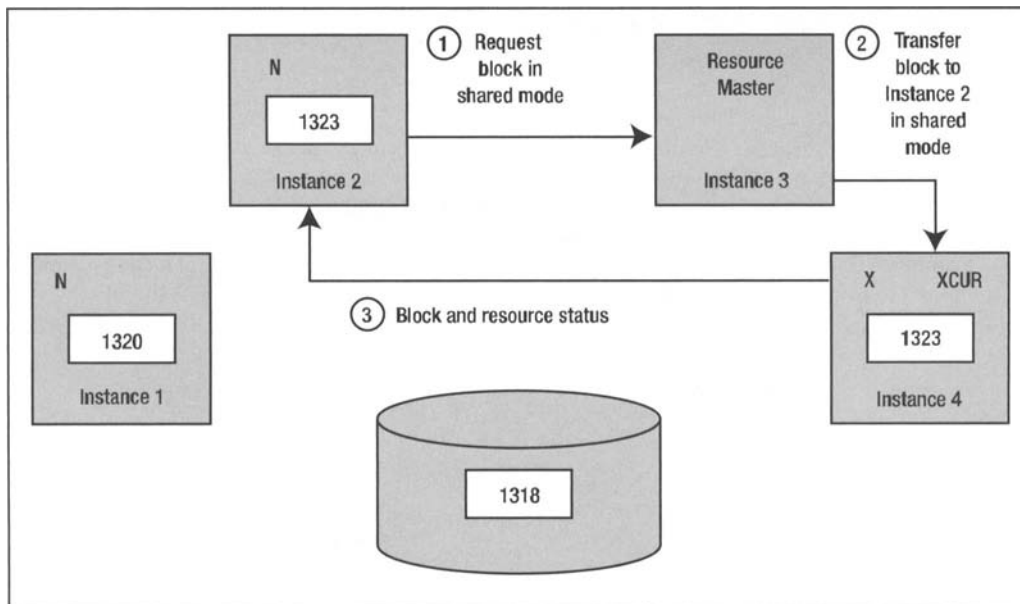 N
1323
Instance 2
1
Request
block in
shared mode
Resource
Master
Instance 3
2
Transfer
block to
Instance 2
in shared
mode
N
1320
Instance 1
3
Block and resource status
X XCUR
1323
Instance 4
1318